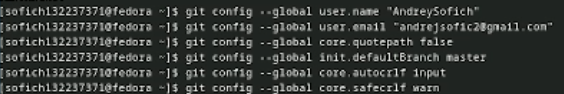 [sofich132237371@fedora ~]$ git config --global user.name "AndreySofich"
[sofich132237371@fedora ~]$ git config --global user.email "andrejsofic2@gmail.com"
[sofich132237371@fedora ~]$ git config --global core.quotepath false
[sofich132237371@fedora ~]$ git config --global init.defaultBranch master
[sofich132237371@fedora ~]$ git config --global core.autocrlf input
[sofich132237371@fedora ~]$ git config --global core.safecrlf warn